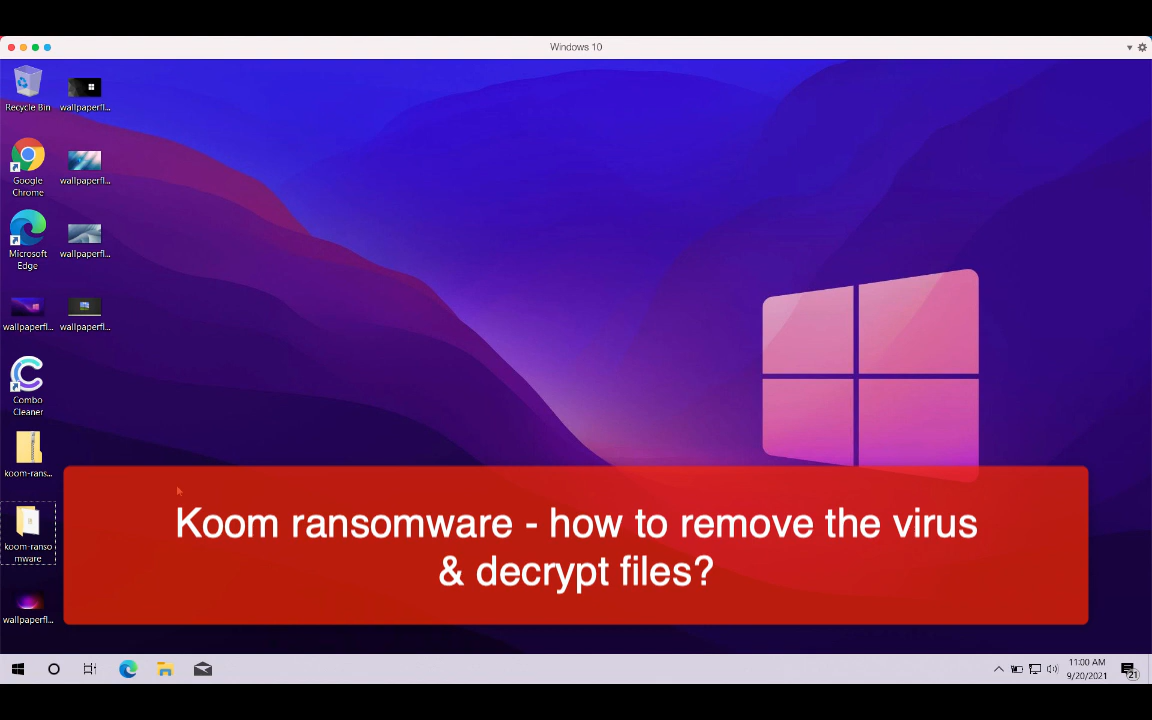 Windows 10
Recycle Bin
wallpaperfl...
Google
Chrome
wallpaperfl...
Microsoft
Edge
wallpaperfl...
wallpaperfl...
wallpaperfl...
Combo
Cleaner
koom-rans...
koom-ranso
mware
wallpaperfl...
Koom ransomware - how to remove the virus
& decrypt files?
11:00 AM
9/20/2021
21